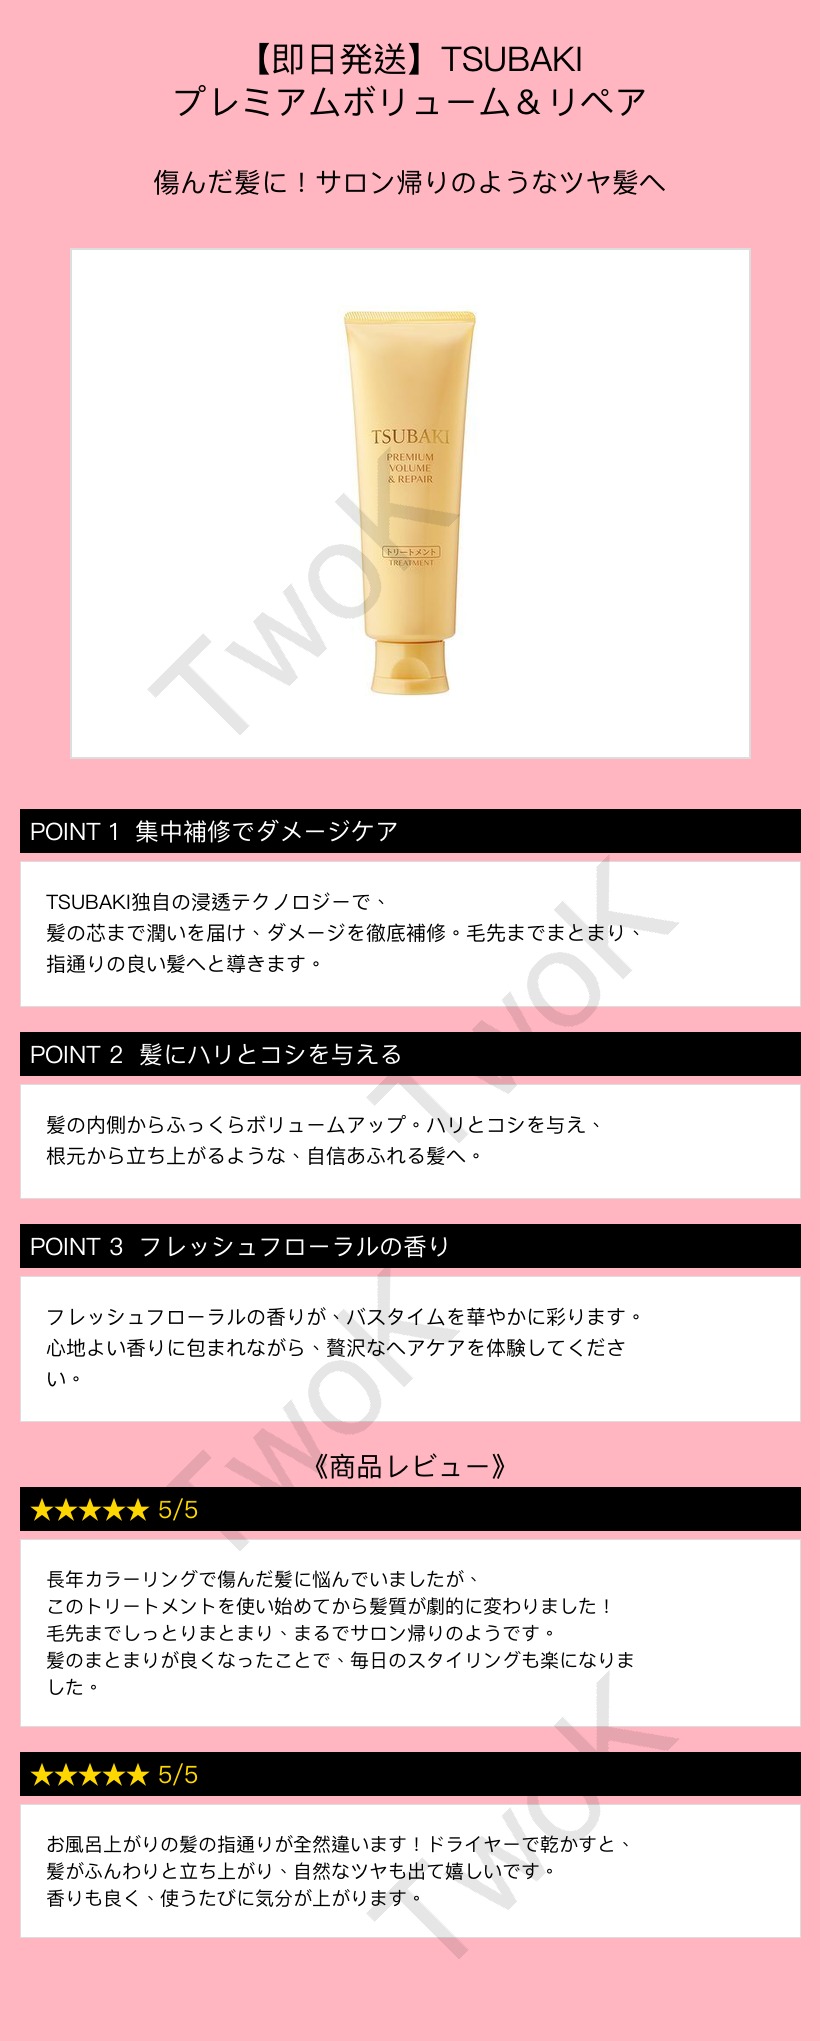 【即日発送】TSUBAKI
プレミアムボリューム＆リペア
傷んだ髪に！サロン帰りのようなツヤ髪へ
TSUBAKI
PREMIUM
VOLUME
& REPAIR
トリートメント
TREATMENT
TwoK
POINT 1 集中補修でダメージケア
TSUBAKI独自の浸透テクノロジーで、
髪の芯まで潤いを届け、ダメージを徹底補修。毛先までまとまり、
指通りの良い髪へと導きます。
TwoK
POINT 2 髪にハリとコシを与える
髪の内側からふっくらボリュームアップ。ハリとコシを与え、
根元から立ち上がるような、自信あふれる髪へ。
POINT 3 フレッシュフローラルの香り
フレッシュフローラルの香りが、バスタイムを華やかに彩ります。
心地よい香りに包まれながら、贅沢なヘアケアを体験してくださ
い。
TwoK
《商品レビュー》
★★★★★ 5/5
長年カラーリングで傷んだ髪に悩んでいましたが、
このトリートメントを使い始めてから髪質が劇的に変わりました！
毛先までしっとりまとまり、まるでサロン帰りのようです。
髪のまとまりが良くなったことで、毎日のスタイリングも楽になりま
した。
★★★★★ 5/5
お風呂上がりの髪の指通りが全然違います！ドライヤーで乾かすと、
髪がふんわりと立ち上がり、自然なツヤも出て嬉しいです。
香りも良く、使うたびに気分が上がります。
TwoK